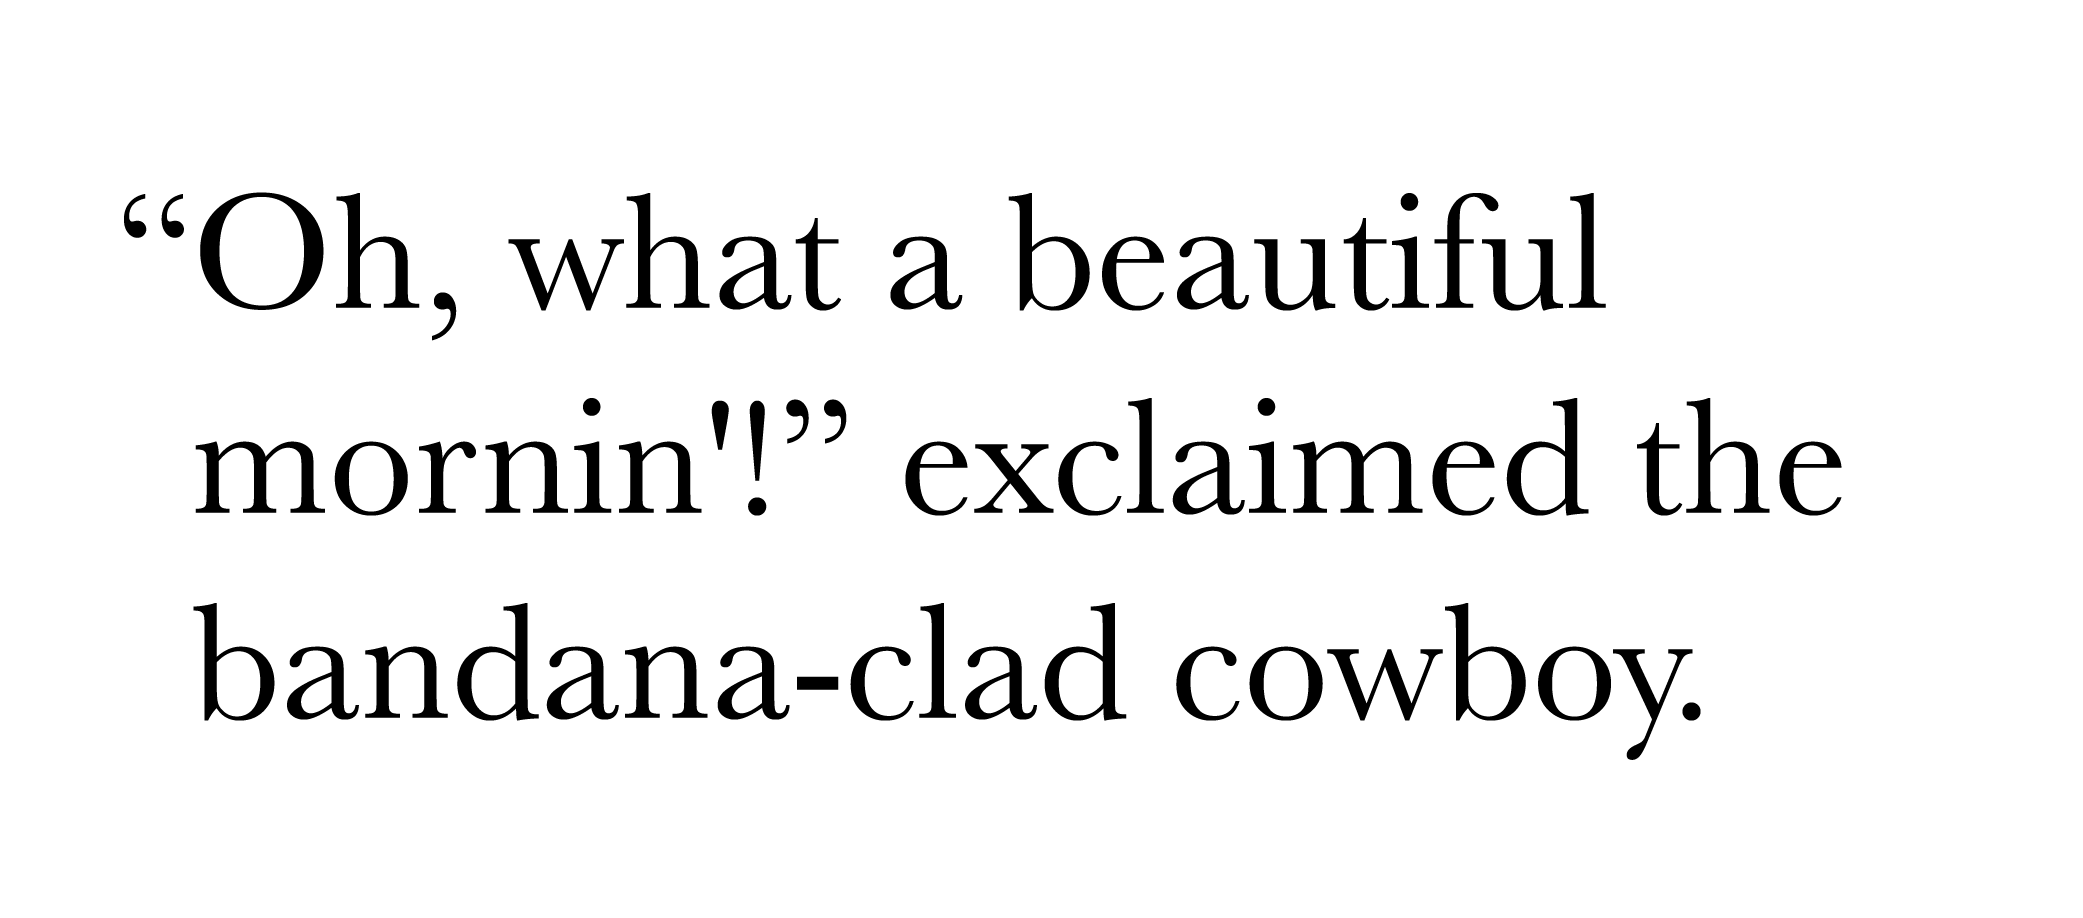 “Oh, what a beautiful
mornin'!” exclaimed the
bandana-clad cowboy.